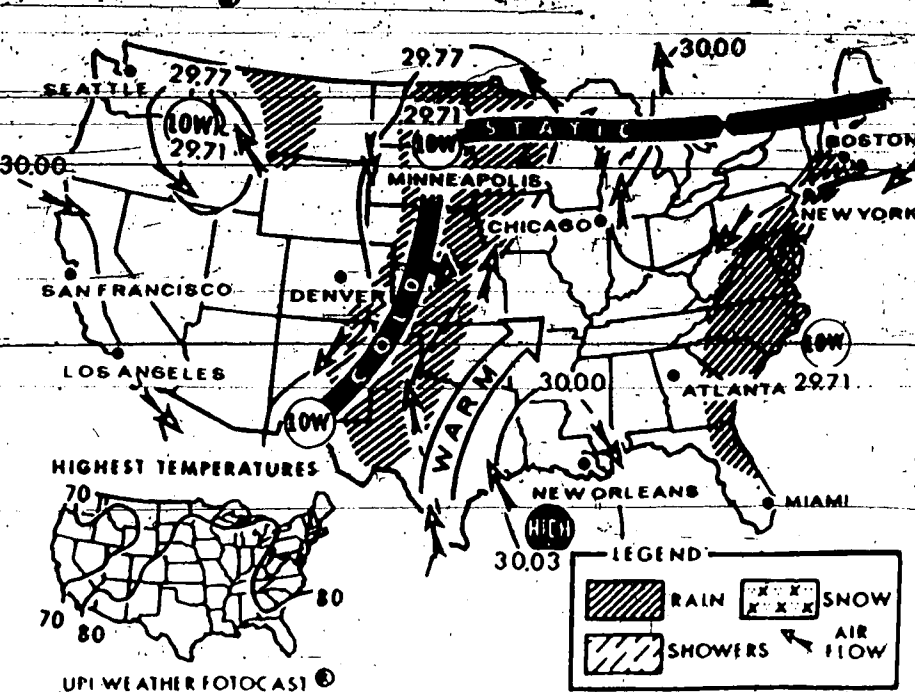 30.00
29.77
29.77
SEATTLE
LOW
29.71
29.71
LOW
STATIC
BOSTON
30.00
MINNEAPOLIS
NEW YORK
CHICAGO
SAN FRANCISCO
DENVER
COLD
LOW
LOS ANGELES
WARM
30.00
ATLANTA
29.71
LOW
HIGHEST TEMPERATURES
70
NEW ORLEANS
MIAMI
HIGH
30.03
LEGEND
RAIN
SNOW
SHOWERS
AIR
FLOW
80
70
80
UPI WEATHER FOTOCAST